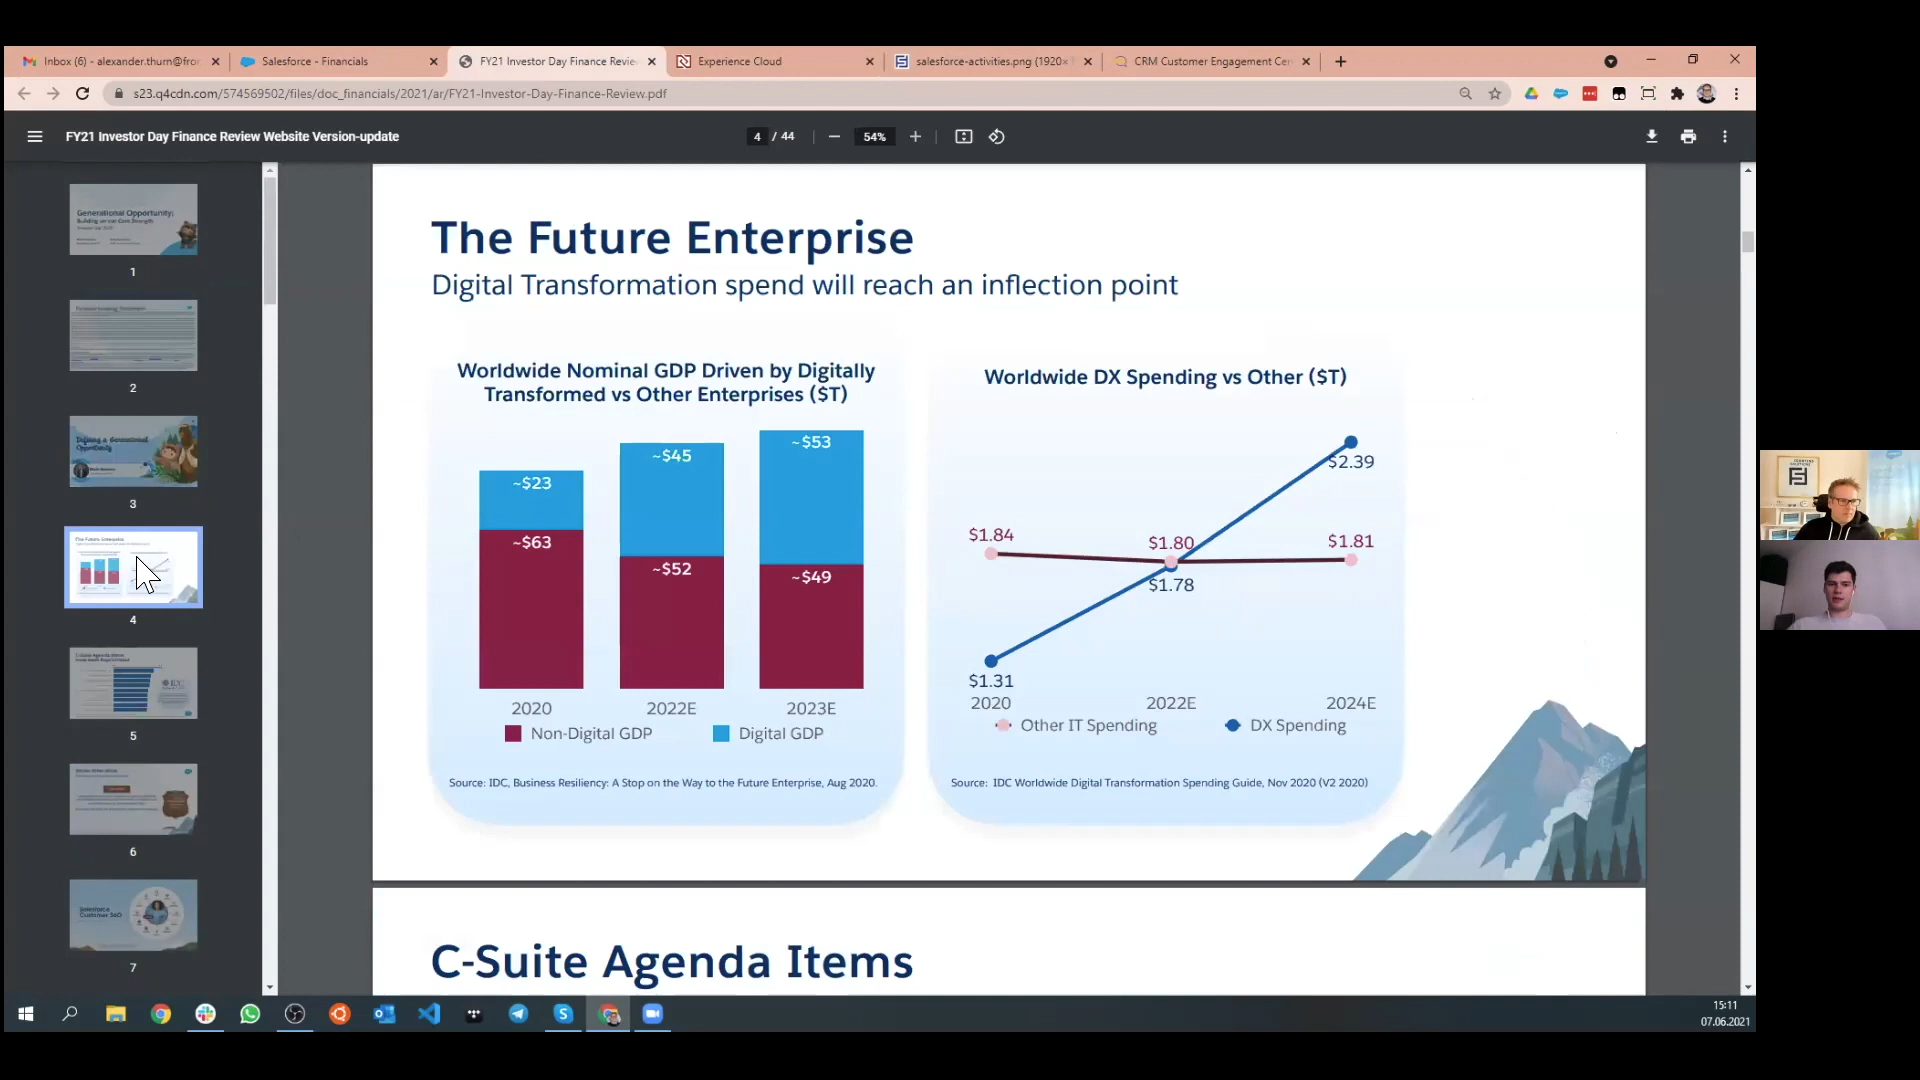 Inbox (6) - alexander.thurn@fro
Salesforce - Financials
FY21 Investor Day Finance Revie
Experience Cloud
salesforce-activities.png (1920×
CRM Customer Engagement Cen
s23.q4cdn.com/574569502/files/doc_financials/2021/ar/FY21-Investor-Day-Finance-Review.pdf
FY21 Investor Day Finance Review Website Version-update
4 / 44
54%
Generational Opportunity:
1
2
3
4
5
6
7
The Future Enterprise
Digital Transformation spend will reach an inflection point
Worldwide Nominal GDP Driven by Digitally
Transformed vs Other Enterprises ($T)
~$23
~$45
~$53
~$63
~$52
~$49
2020
2022E
2023E
Non-Digital GDP
Digital GDP
Source: IDC, Business Resiliency: A Stop on the Way to the Future Enterprise, Aug 2020.
Worldwide DX Spending vs Other ($T)
$2.39
$1.84
$1.80
$1.81
$1.78
$1.31
2020
2022E
2024E
Other IT Spending
DX Spending
Source: IDC Worldwide Digital Transformation Spending Guide, Nov 2020 (V2 2020)
C-Suite Agenda Items
15:11
07.06.2021